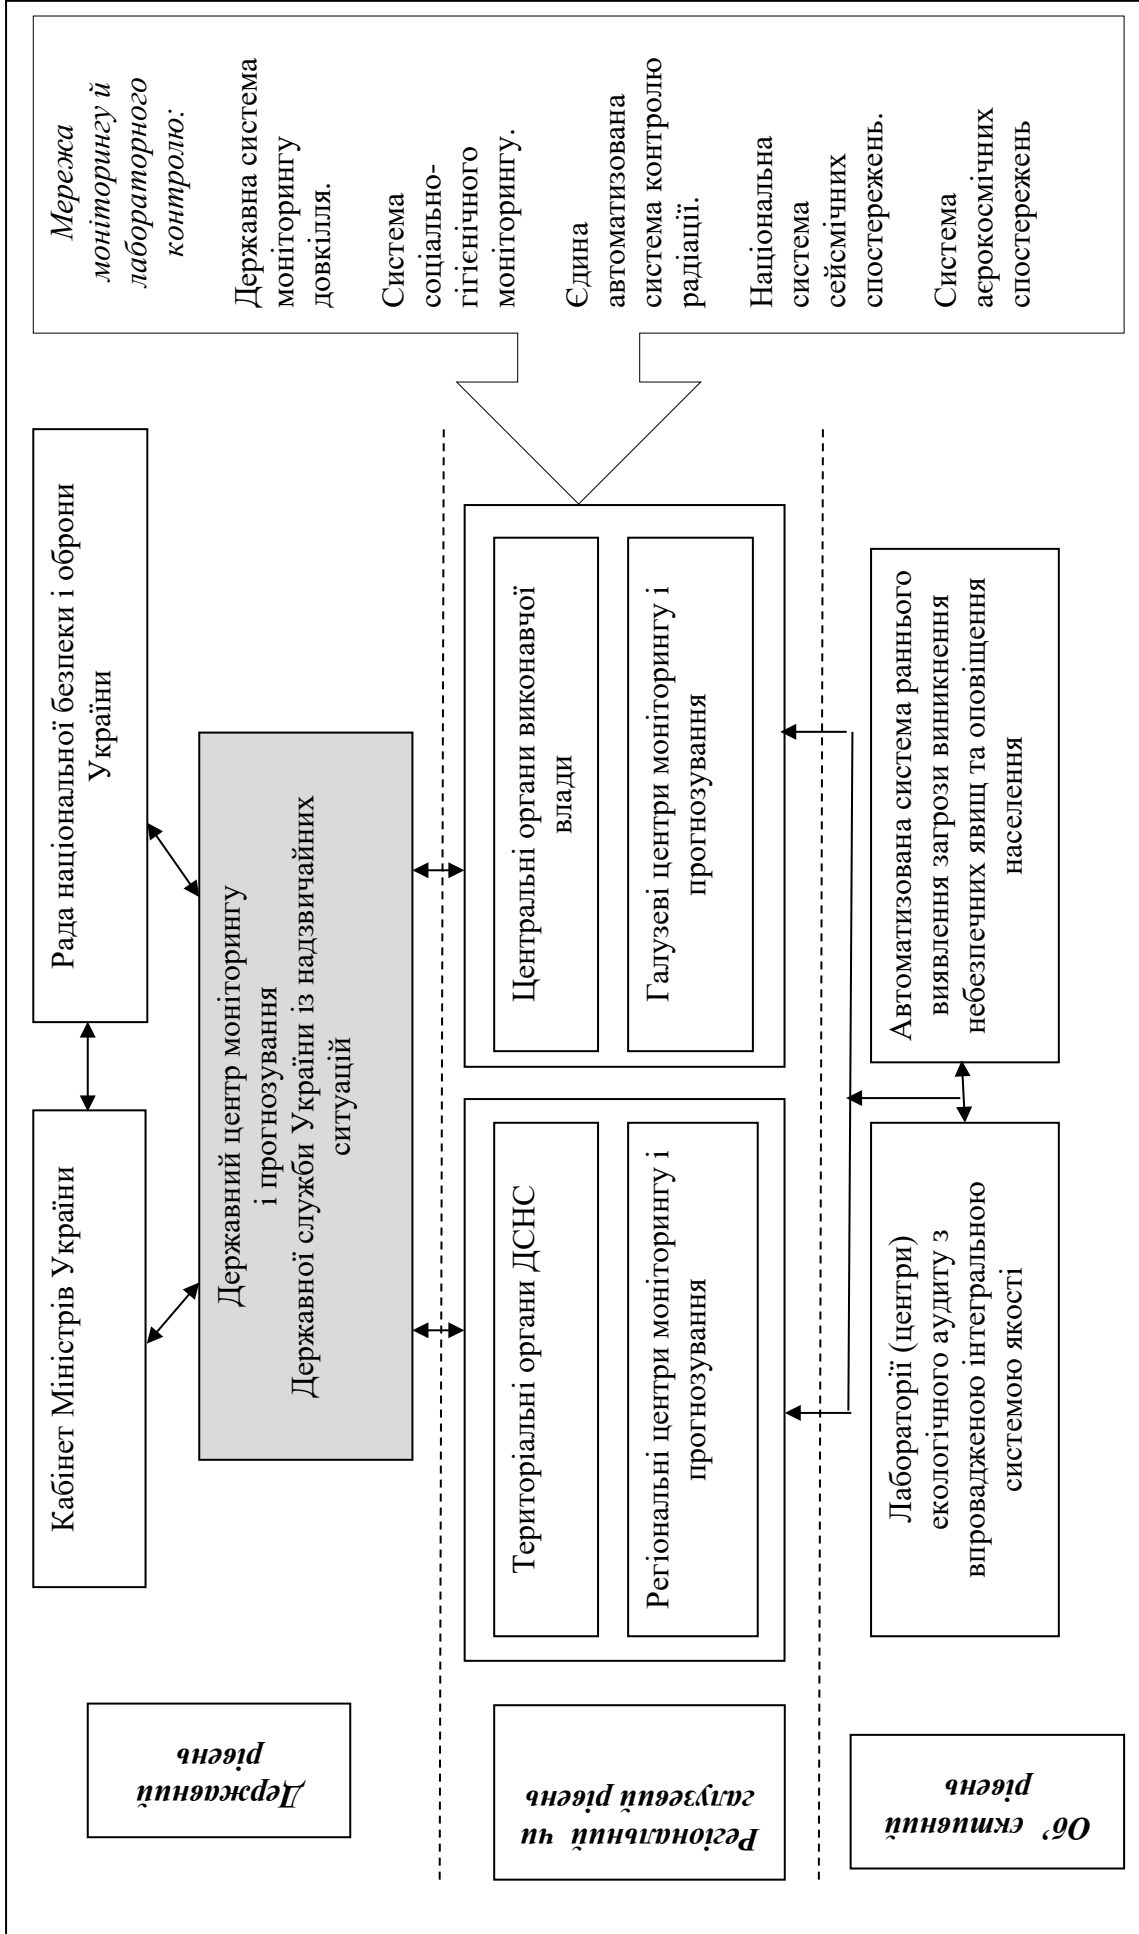 Державний
рівень
Кабінет Міністрів України
Рада національної безпеки і оборони
України
Державний центр моніторингу
і прогнозування
Державної служби України із надзвичайних
ситуацій
Регіональний чи
галузевий рівень
Територіальні органи ДСНС
Регіональні центри моніторингу і
прогнозування
Центральні органи виконавчої
влади
Галузеві центри моніторингу і
прогнозування
Об’ єктивний
рівень
Лабораторії (центри)
екологічного аудиту з
впровадженою інтегральною
системою якості
Автоматизована система раннього
виявлення загрози виникнення
небезпечних явищ та оповіщення
населення
Мережа
моніторингу й
лабораторного
контролю:
Державна система
моніторингу
довкілля.
Система
соціально-
гігієнічного
моніторингу.
Єдина
автоматизована
система контролю
радіації.
Національна
система
сейсмічних
спостережень.
Система
аєрокосмічних
спостережень